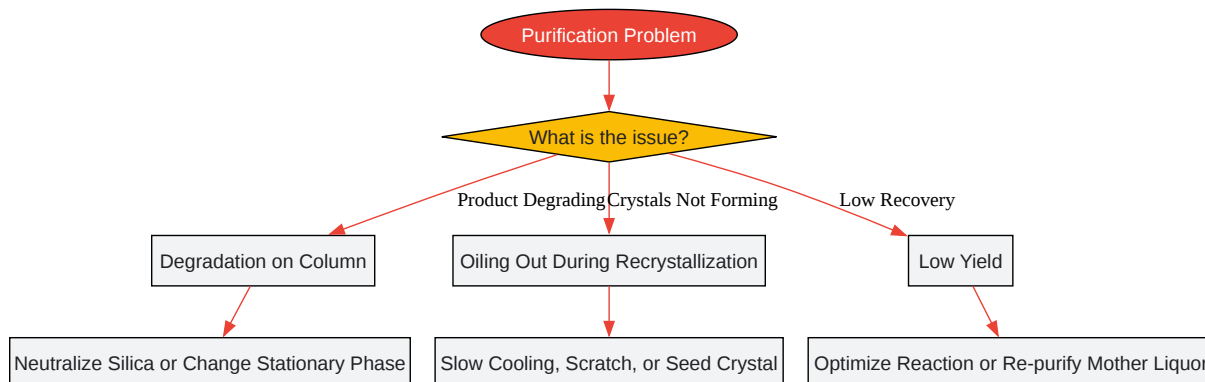 Purification Problem
What is the issue?
Product Degrading
Crystals Not Forming
Low Recovery
Degradation on Column
Oiling Out During Recrystallization
Low Yield
Neutralize Silica or Change Stationary Phase
Slow Cooling, Scratch, or Seed Crystal
Optimize Reaction or Re-purify Mother Liquor